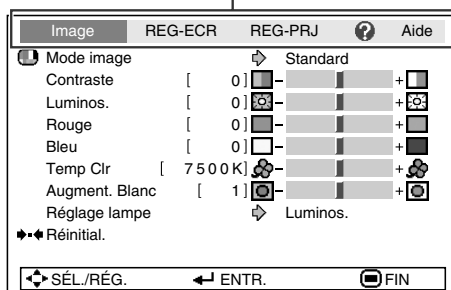 Image REG-ECR REG-PRJ ? Aide
Mode image Standard
Contraste [ 0] - +
Luminos. [ 0] - +
Rouge [ 0] - +
Bleu [ 0] - +
Temp Clr [ 7500K] - +
Augment. Blanc [ 1] - +
Réglage lampe Luminos.
Réinitial.
SÉL./RÉG. ENTR. FIN